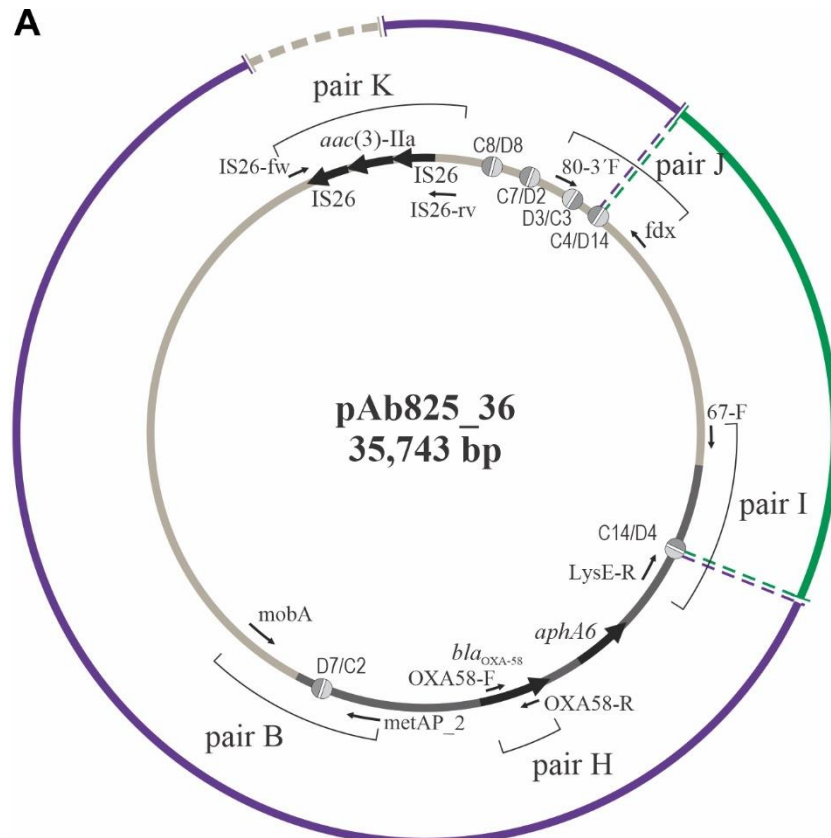 A
pair K
aac(3)-IIa
IS26-fw
IS26
IS26
IS26-rv
C8/D8
C7/D2
80-3´F
D3/C3
C4/D14
pair J
fdx
pAb825_36
35,743 bp
67-F
pair I
C14/D4
LysE-R
aphA6
mobA
blaOXA-58
D7/C2
OXA58-F
OXA58-R
metAP_2
pair B
pair H